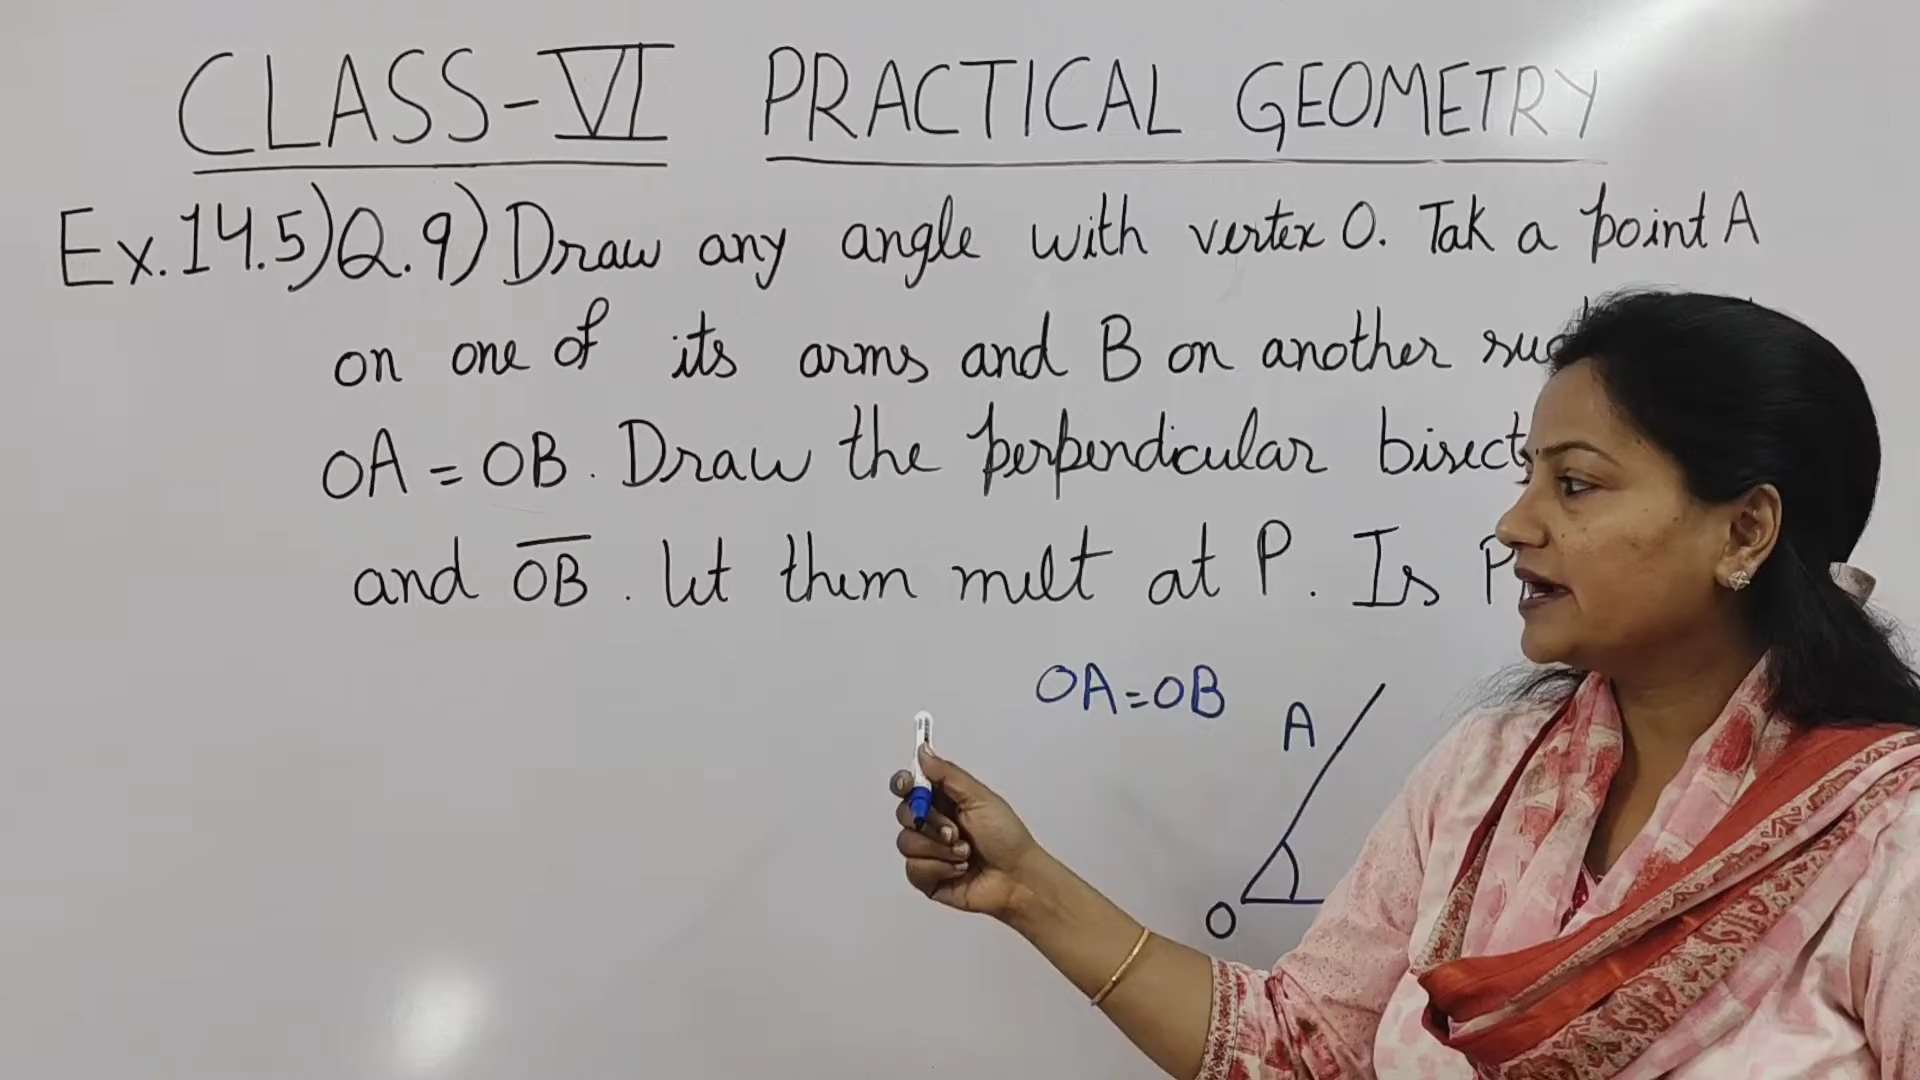 CLASS-VI PRACTICAL GEOMETRY
Ex.14.5) Q.9) Draw any angle with vertex O. Tak a point A
on one of its arms and B on another
OA = OB. Draw the perpendicular bisect
and OB. let them meet at P. Is P
OA=OB
A
O